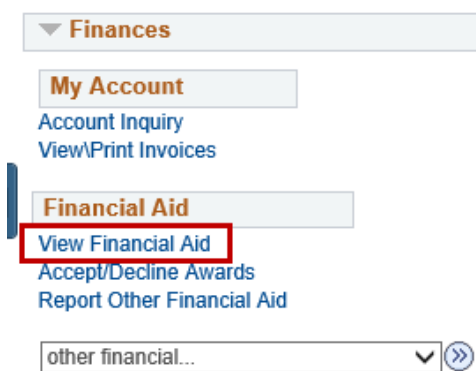 Finances
My Account
Account Inquiry
View\Print Invoices
Financial Aid
View Financial Aid
Accept/Decline Awards
Report Other Financial Aid
other financial...